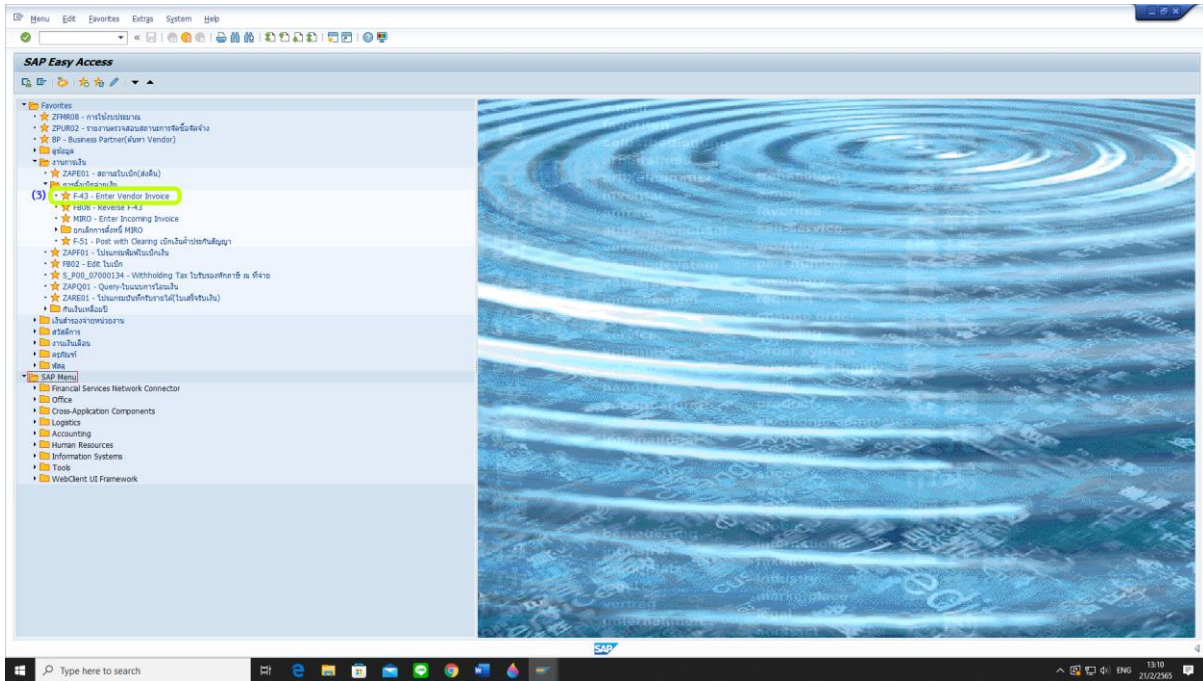 Menu Edit Favorites Extras System Help
SAP Easy Access
Favorites
ZFMR08 - การใช้งบประมาณ
ZPUR02 - รายงานตรวจสอบสถานะการจัดซื้อจัดจ้าง
BP - Business Partner(ค้นหา Vendor)
คู่ข้อมูล
งานการเงิน
ZAPE01 - สถานะใบเบิก(ส่งคืน)
การตั้งเบิกจ่ายเงิน
(3) F-43 - Enter Vendor Invoice
FB08 - Reverse F-43
MIRO - Enter Incoming Invoice
ยกเลิกการตั้งหนี้ MIRO
F-51 - Post with Clearing เบิกเงินค้ำประกันสัญญา
ZAPF01 - โปรแกรมพิมพ์ใบเบิกเงิน
FB02 - Edit ใบเบิก
S_P00_07000134 - Withholding Tax ใบรับรองหักภาษี ณ ที่จ่าย
ZAPQ01 - Query-ใบแนบการโอนเงิน
ZARE01 - โปรแกรมบันทึกรับรายได้(ใบเสร็จรับเงิน)
กันเงินเหลื่อมปี
เงินสำรองจ่ายหน่วยงาน
สวัสดิการ
งานเงินเดือน
ครุภัณฑ์
พัสดุ
SAP Menu
Financial Services Network Connector
Office
Cross-Application Components
Logistics
Accounting
Human Resources
Information Systems
Tools
WebClient UI Framework
SAP
Type here to search
ENG
13:10
21/2/2565